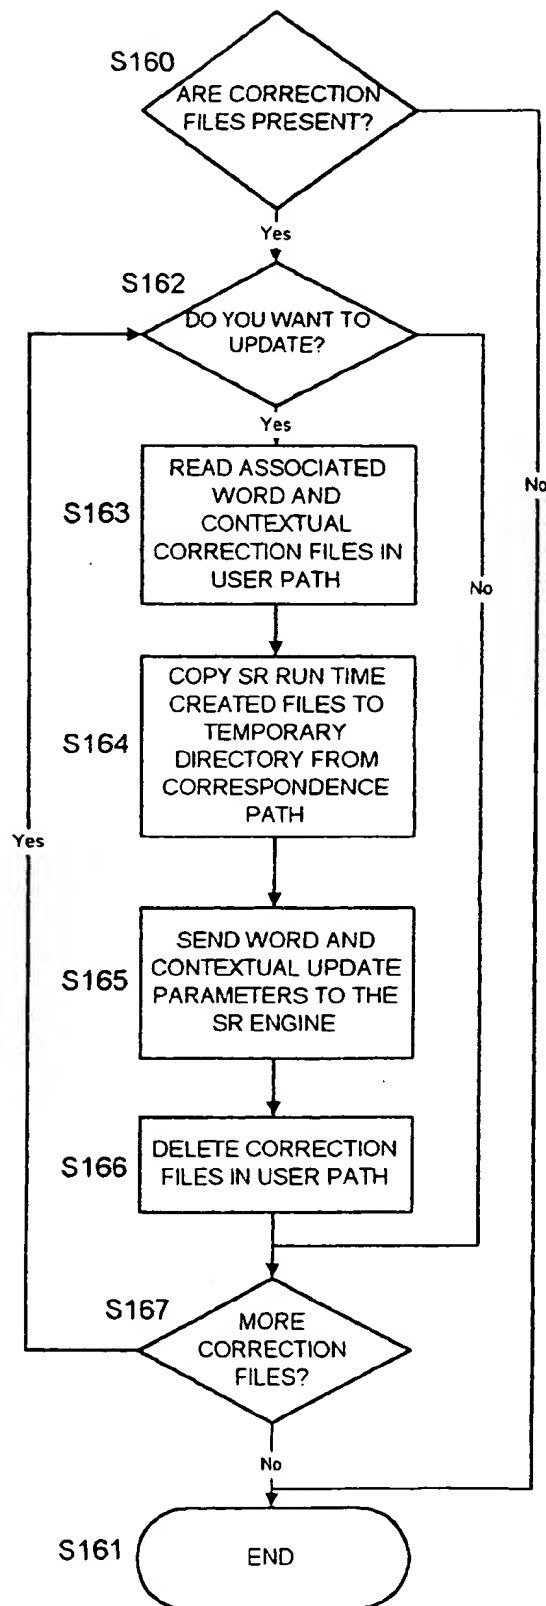 S160
ARE CORRECTION
FILES PRESENT?
Yes
S162
DO YOU WANT TO
UPDATE?
Yes
S163
READ ASSOCIATED
WORD AND
CONTEXTUAL
CORRECTION FILES IN
USER PATH
No
No
S164
COPY SR RUN TIME
CREATED FILES TO
TEMPORARY
DIRECTORY FROM
CORRESPONDENCE
PATH
Yes
S165
SEND WORD AND
CONTEXTUAL UPDATE
PARAMETERS TO THE
SR ENGINE
S166
DELETE CORRECTION
FILES IN USER PATH
S167
MORE
CORRECTION
FILES?
No
S161
END